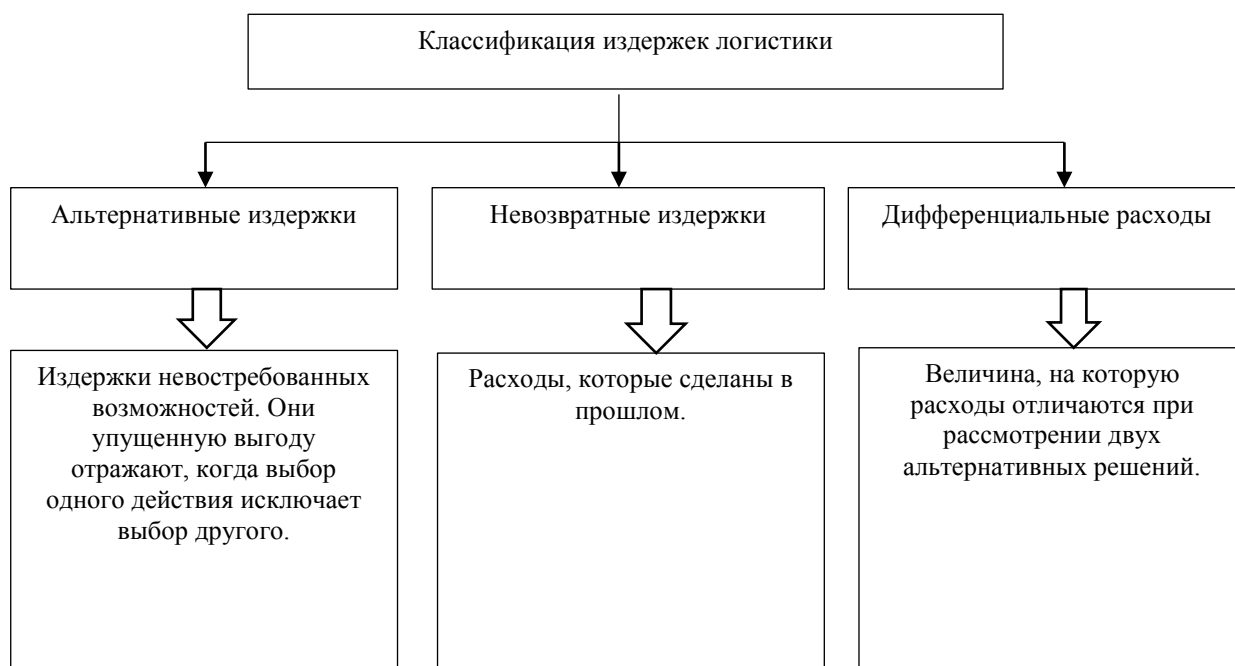 Классификация издержек логистики
Альтернативные издержки
Невозвратные издержки
Дифференциальные расходы
Издержки невостребованных
возможностей. Они
упущенную выгоду
отражают, когда выбор
одного действия исключает
выбор другого.
Расходы, которые сделаны в
прошлом.
Величина, на которую
расходы отличаются при
рассмотрении двух
альтернативных решений.